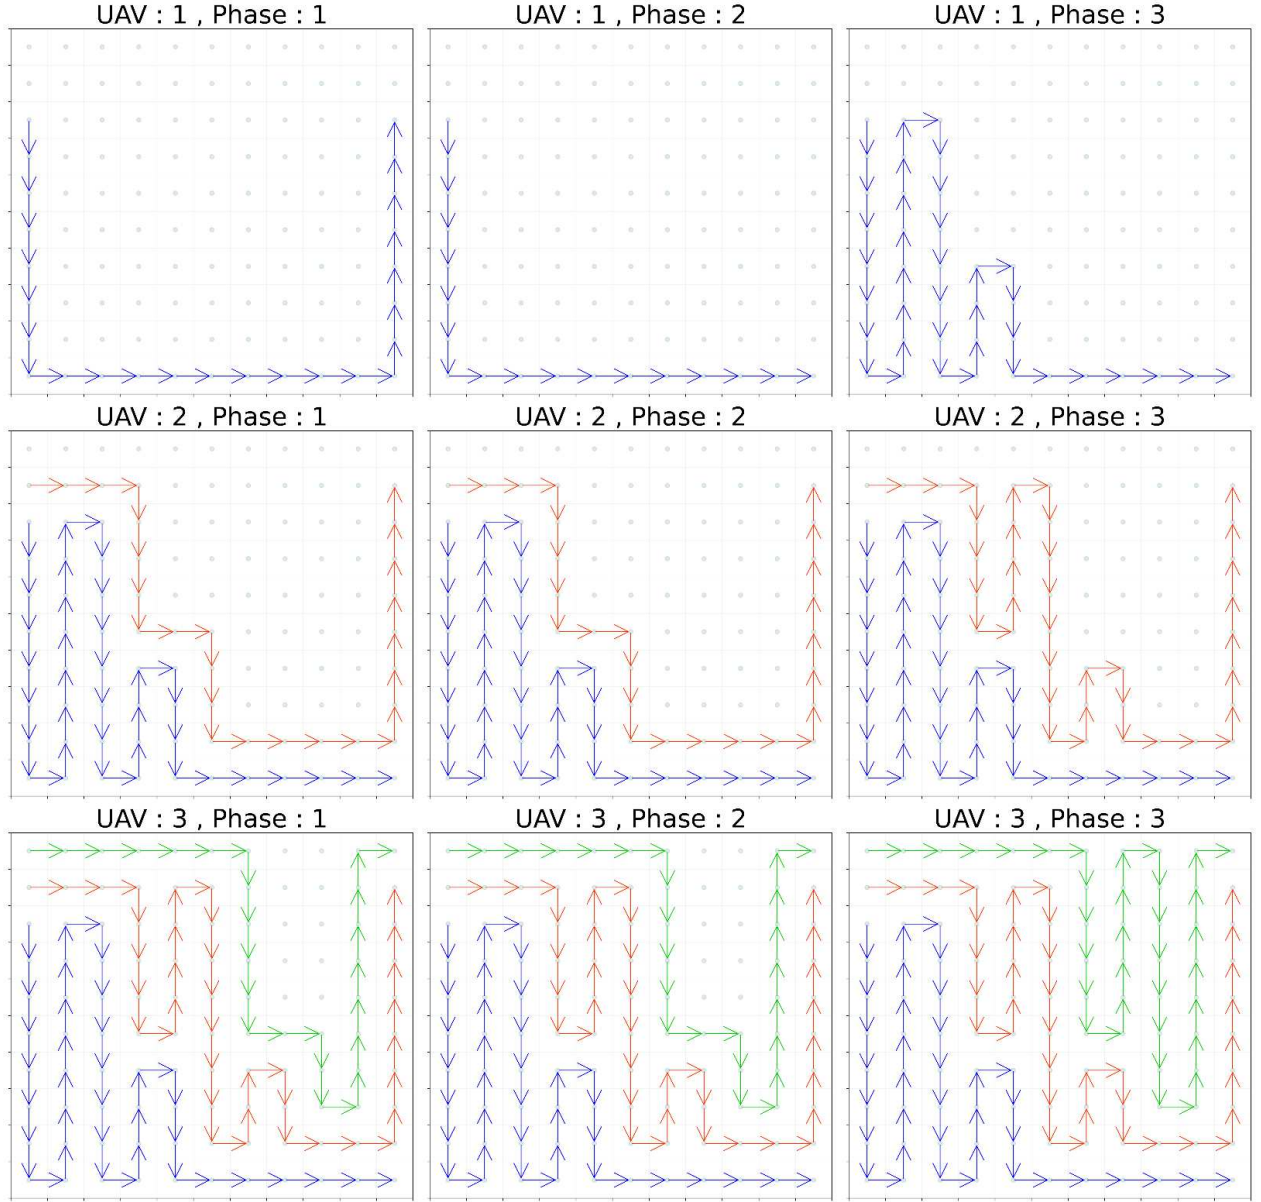 UAV : 1 , Phase : 1
UAV : 1 , Phase : 2
UAV : 1 , Phase : 3
UAV : 2 , Phase : 1
UAV : 2 , Phase : 2
UAV : 2 , Phase : 3
UAV : 3 , Phase : 1
UAV : 3 , Phase : 2
UAV : 3 , Phase : 3